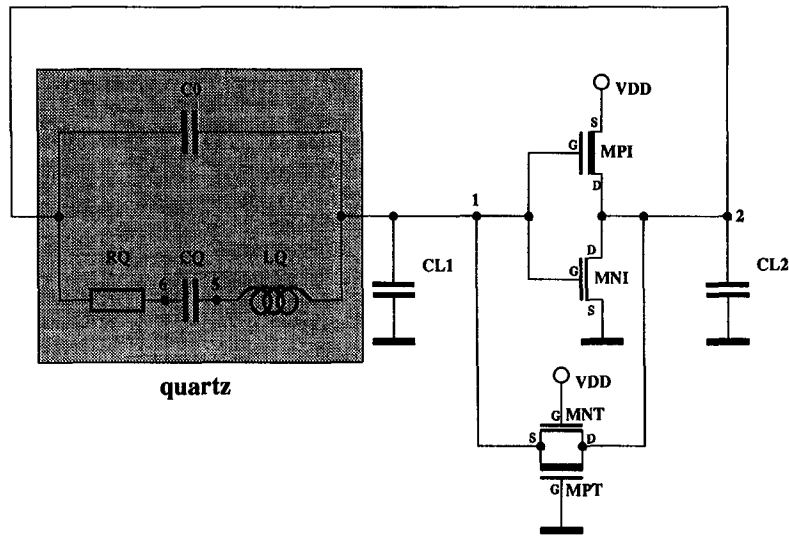 C0
VDD
S
G
MPI
D
1
2
RQ
6
CQ
5
LQ
CL1
D
G
MNI
S
CL2
quartz
VDD
G
MNT
S
D
G
MPT